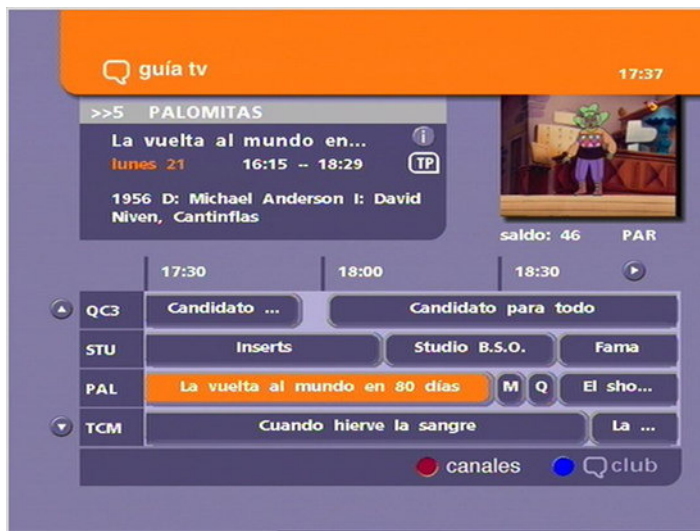 guía tv
17:37
>>5 PALOMITAS
La vuelta al mundo en...
i
lunes 21 16:15 -- 18:29 TP
1956 D: Michael Anderson I: David
Niven, Cantinflas
saldo: 46 PAR
17:30 18:00 18:30
QC3 Candidato ... Candidato para todo
STU Inserts Studio B.S.O. Fama
PAL La vuelta al mundo en 80 días M Q El sho...
TCM Cuando hierve la sangre La ...
canales club